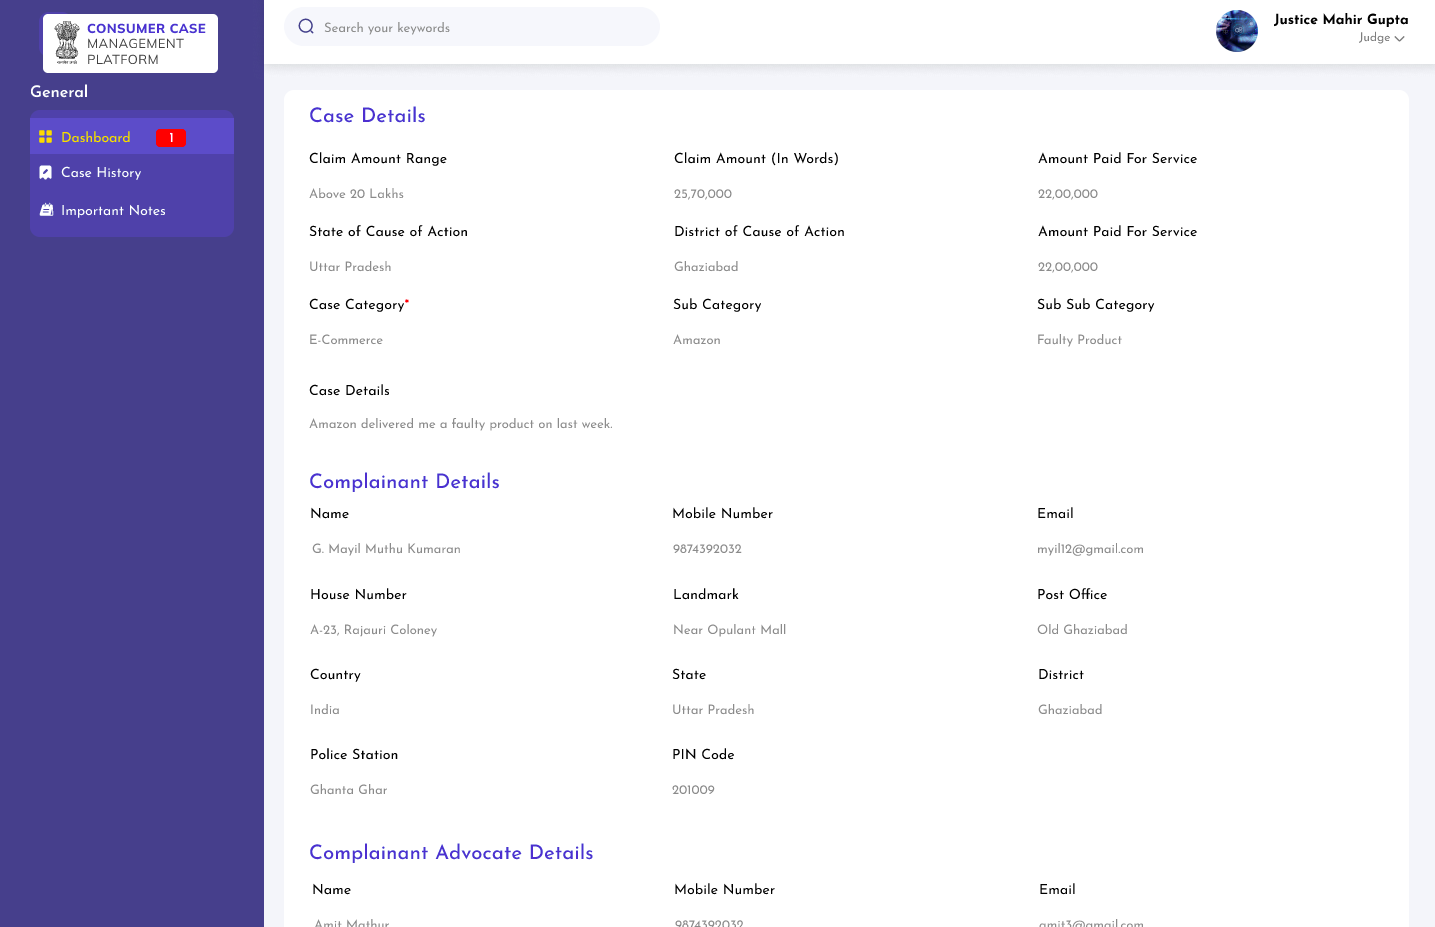 CONSUMER CASE
MANAGEMENT
PLATFORM
General
Dashboard 1
Case History
Important Notes
Search your keywords
Justice Mahir Gupta
Judge
Case Details
Claim Amount Range Claim Amount (In Words) Amount Paid For Service
Above 20 Lakhs 25,70,000 22,00,000
State of Cause of Action District of Cause of Action Amount Paid For Service
Uttar Pradesh Ghaziabad 22,00,000
Case Category* Sub Category Sub Sub Category
E-Commerce Amazon Faulty Product
Case Details
Amazon delivered me a faulty product on last week.
Complainant Details
Name Mobile Number Email
G. Mayil Muthu Kumaran 9874392032 myil12@gmail.com
House Number Landmark Post Office
A-23, Rajauri Coloney Near Opulant Mall Old Ghaziabad
Country State District
India Uttar Pradesh Ghaziabad
Police Station PIN Code
Ghanta Ghar 201009
Complainant Advocate Details
Name Mobile Number Email
Amit Mathur 9874392032 amit3@gmail.com